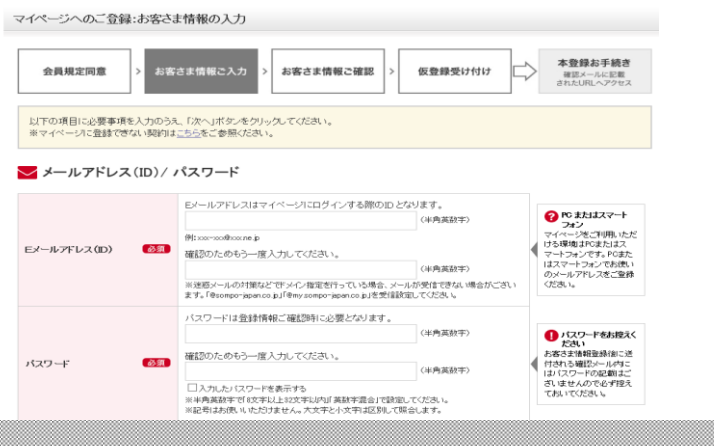 マイページへのご登録:お客さま情報の入力
会員規定同意
お客さま情報ご入力
お客さま情報ご確認
仮登録受け付け
本登録お手続き
確認メールに記載
されたURLへアクセス
以下の項目に必要事項を入力のうえ、「次へ」ボタンをクリックしてください。
※マイページに登録できない契約はこちらをご参照ください。
メールアドレス(ID)/ パスワード
Eメールアドレス(ID)
必須
Eメールアドレスはマイページにログインする際のIDとなります。
(半角英数字)
例:xxx-xxx@xxx.ne.jp
確認のためもう一度入力してください。
(半角英数字)
※迷惑メールの対策などでドメイン指定を行っている場合、メールが受信できない場合がござい
ます。「@sompo-japan.co.jp」「@my.sompo-japan.co.jp」を受信設定してください。
PC またはスマート
フォン
マイページをご利用いただ
ける環境はPCまたはス
マートフォンです。PCまた
はスマートフォンでお使い
のメールアドレスをご登録
ください。
パスワード
必須
パスワードは登録情報ご確認時に必要となります。
(半角英数字)
確認のためもう一度入力してください。
(半角英数字)
入力したパスワードを表示する
※半角英数字で「8文字以上32文字以内」「英数字混合」で設定してください。
※記号はお使いいただけません。大文字と小文字は区別して照合します。
パスワードをお控えく
ださい
お客さま情報登録後に送
付される確認メール内に
はパスワードの記載はご
ざいませんので必ず控え
ておいてください。